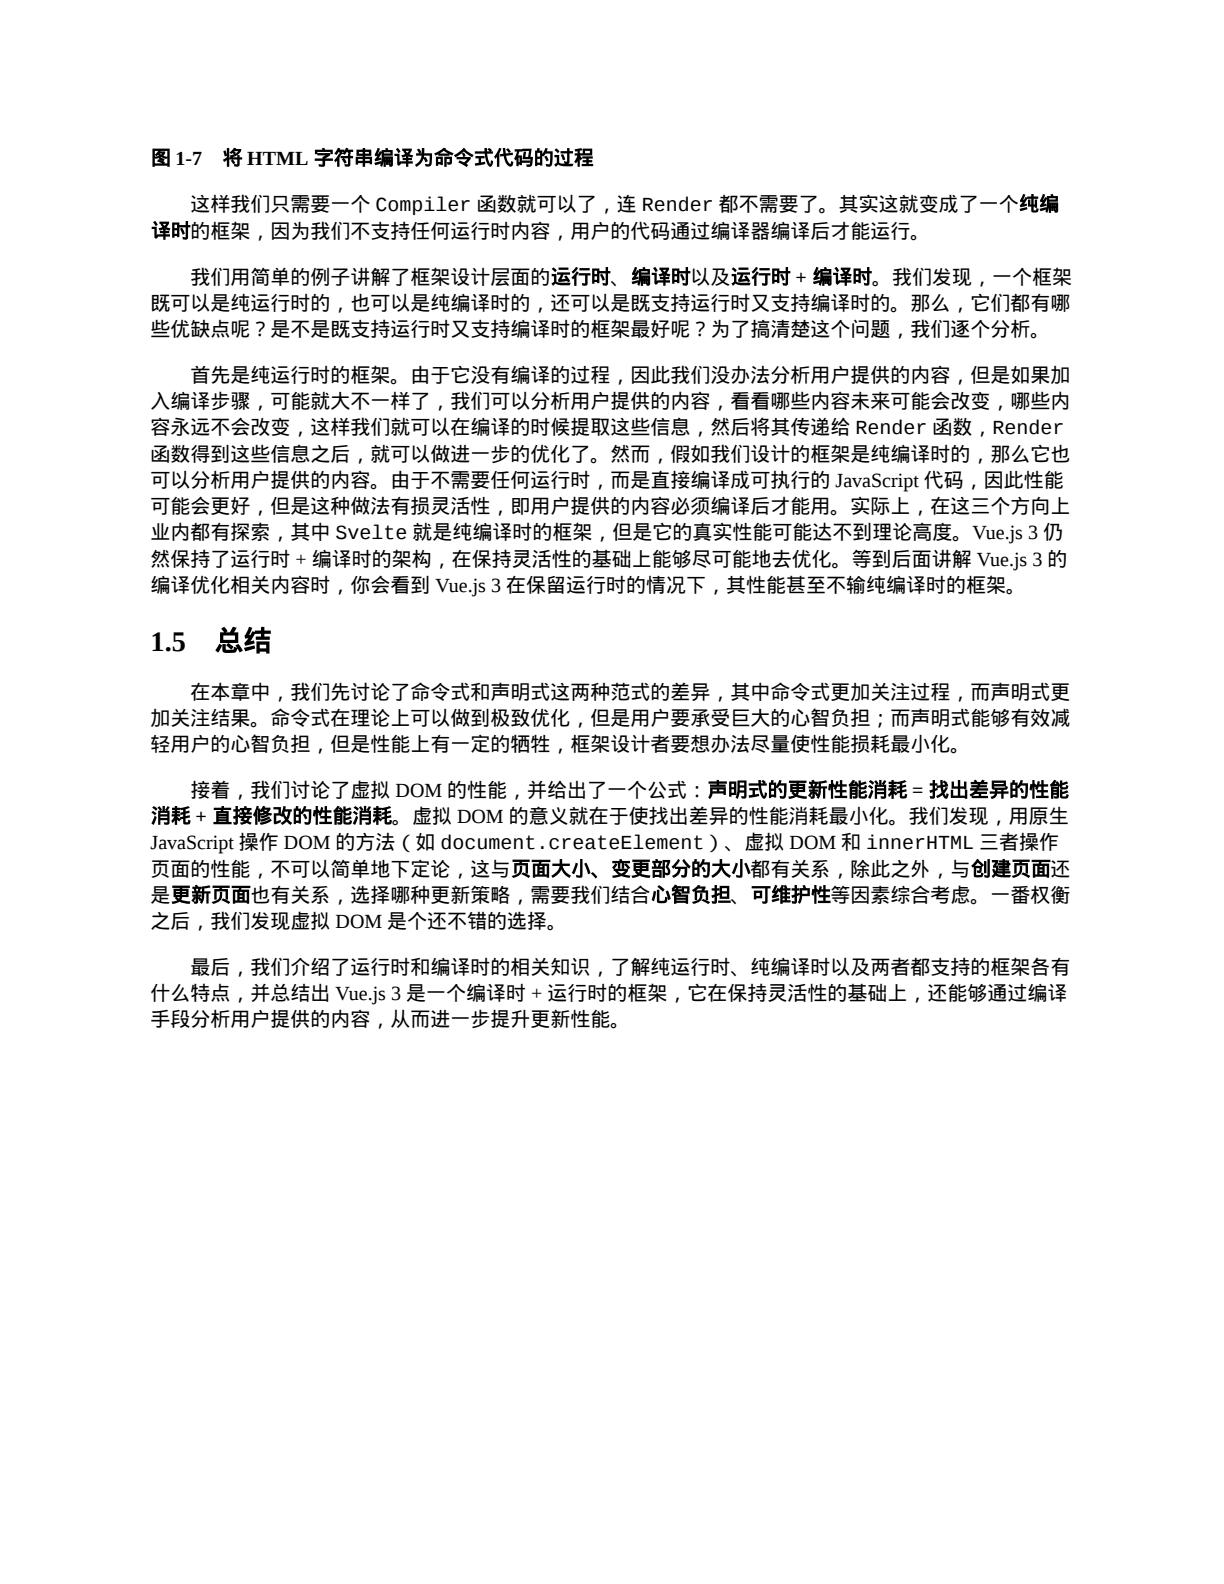 图 1-7 将 HTML 字符串编译为命令式代码的过程
这样我们只需要一个 Compiler 函数就可以了，连 Render 都不需要了。其实这就变成了一个纯编
译时的框架，因为我们不支持任何运行时内容，用户的代码通过编译器编译后才能运行。
我们用简单的例子讲解了框架设计层面的运行时、编译时以及运行时 + 编译时。我们发现，一个框架
既可以是纯运行时的，也可以是纯编译时的，还可以是既支持运行时又支持编译时的。那么，它们都有哪
些优缺点呢？是不是既支持运行时又支持编译时的框架最好呢？为了搞清楚这个问题，我们逐个分析。
首先是纯运行时的框架。由于它没有编译的过程，因此我们没办法分析用户提供的内容，但是如果加
入编译步骤，可能就大不一样了，我们可以分析用户提供的内容，看看哪些内容未来可能会改变，哪些内
容永远不会改变，这样我们就可以在编译的时候提取这些信息，然后将其传递给 Render 函数，Render
函数得到这些信息之后，就可以做进一步的优化了。然而，假如我们设计的框架是纯编译时的，那么它也
可以分析用户提供的内容。由于不需要任何运行时，而是直接编译成可执行的 JavaScript 代码，因此性能
可能会更好，但是这种做法有损灵活性，即用户提供的内容必须编译后才能用。实际上，在这三个方向上
业内都有探索，其中 Svelte 就是纯编译时的框架，但是它的真实性能可能达不到理论高度。Vue.js 3 仍
然保持了运行时 + 编译时的架构，在保持灵活性的基础上能够尽可能地去优化。等到后面讲解 Vue.js 3 的
编译优化相关内容时，你会看到 Vue.js 3 在保留运行时的情况下，其性能甚至不输纯编译时的框架。
1.5 总结
在本章中，我们先讨论了命令式和声明式这两种范式的差异，其中命令式更加关注过程，而声明式更
加关注结果。命令式在理论上可以做到极致优化，但是用户要承受巨大的心智负担；而声明式能够有效减
轻用户的心智负担，但是性能上有一定的牺牲，框架设计者要想办法尽量使性能损耗最小化。
接着，我们讨论了虚拟 DOM 的性能，并给出了一个公式：声明式的更新性能消耗 = 找出差异的性能
消耗 + 直接修改的性能消耗。虚拟 DOM 的意义就在于使找出差异的性能消耗最小化。我们发现，用原生
JavaScript 操作 DOM 的方法（如 document.createElement）、虚拟 DOM 和 innerHTML 三者操作
页面的性能，不可以简单地下定论，这与页面大小、变更部分的大小都有关系，除此之外，与创建页面还
是更新页面也有关系，选择哪种更新策略，需要我们结合心智负担、可维护性等因素综合考虑。一番权衡
之后，我们发现虚拟 DOM 是个还不错的选择。
最后，我们介绍了运行时和编译时的相关知识，了解纯运行时、纯编译时以及两者都支持的框架各有
什么特点，并总结出 Vue.js 3 是一个编译时 + 运行时的框架，它在保持灵活性的基础上，还能够通过编译
手段分析用户提供的内容，从而进一步提升更新性能。